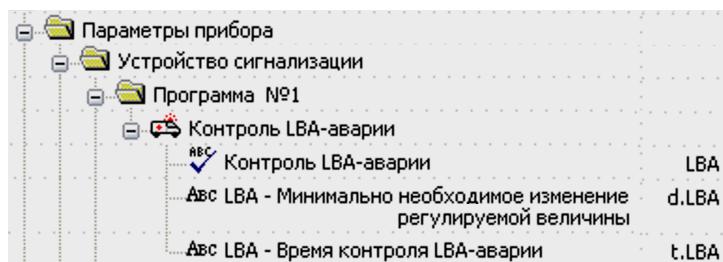 Параметры прибора
Устройство сигнализации
Программа №1
Контроль LBA-аварии
Контроль LBA-аварии LBA
LBA - Минимально необходимое изменение d.LBA
регулируемой величины
LBA - Время контроля LBA-аварии t.LBA